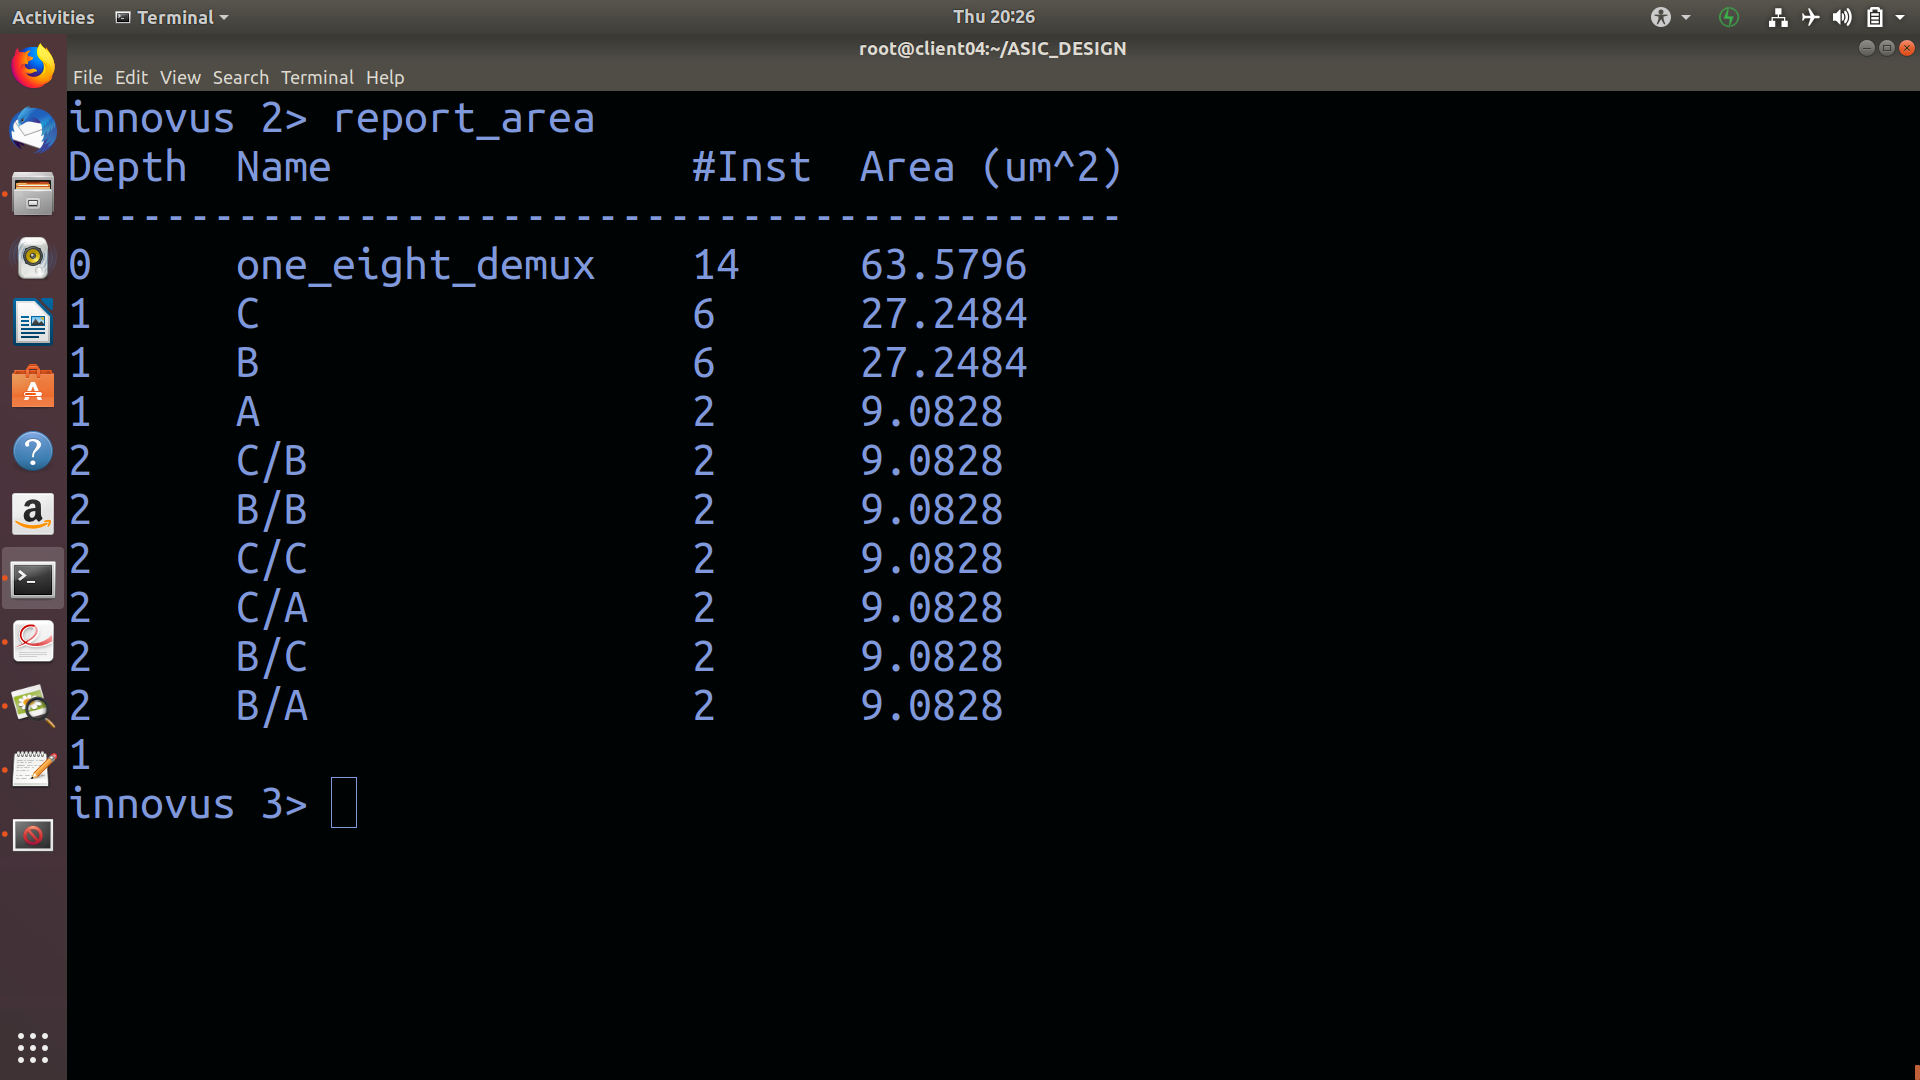 Activities Terminal Thu 20:26
root@client04:~/ASIC_DESIGN
File Edit View Search Terminal Help
innovus 2> report_area
Depth Name #Inst Area (um^2)
--------------------------------------------
0 one_eight_demux 14 63.5796
1 C 6 27.2484
1 B 6 27.2484
1 A 2 9.0828
2 C/B 2 9.0828
2 B/B 2 9.0828
2 C/C 2 9.0828
2 C/A 2 9.0828
2 B/C 2 9.0828
2 B/A 2 9.0828
1
innovus 3>